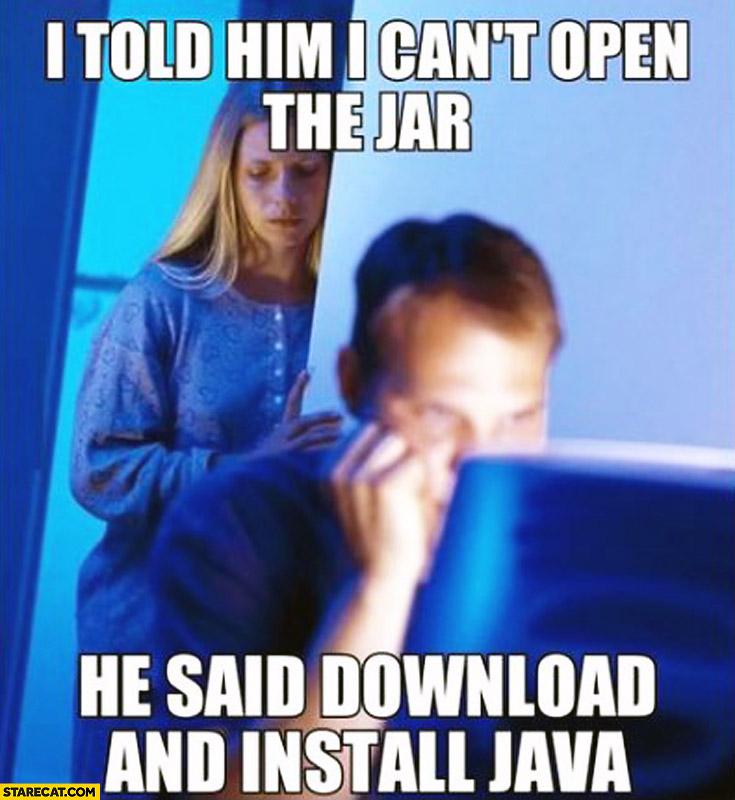 I TOLD HIM I CAN'T OPEN
THE JAR
HE SAID DOWNLOAD
AND INSTALL JAVA
STARECAT.COM